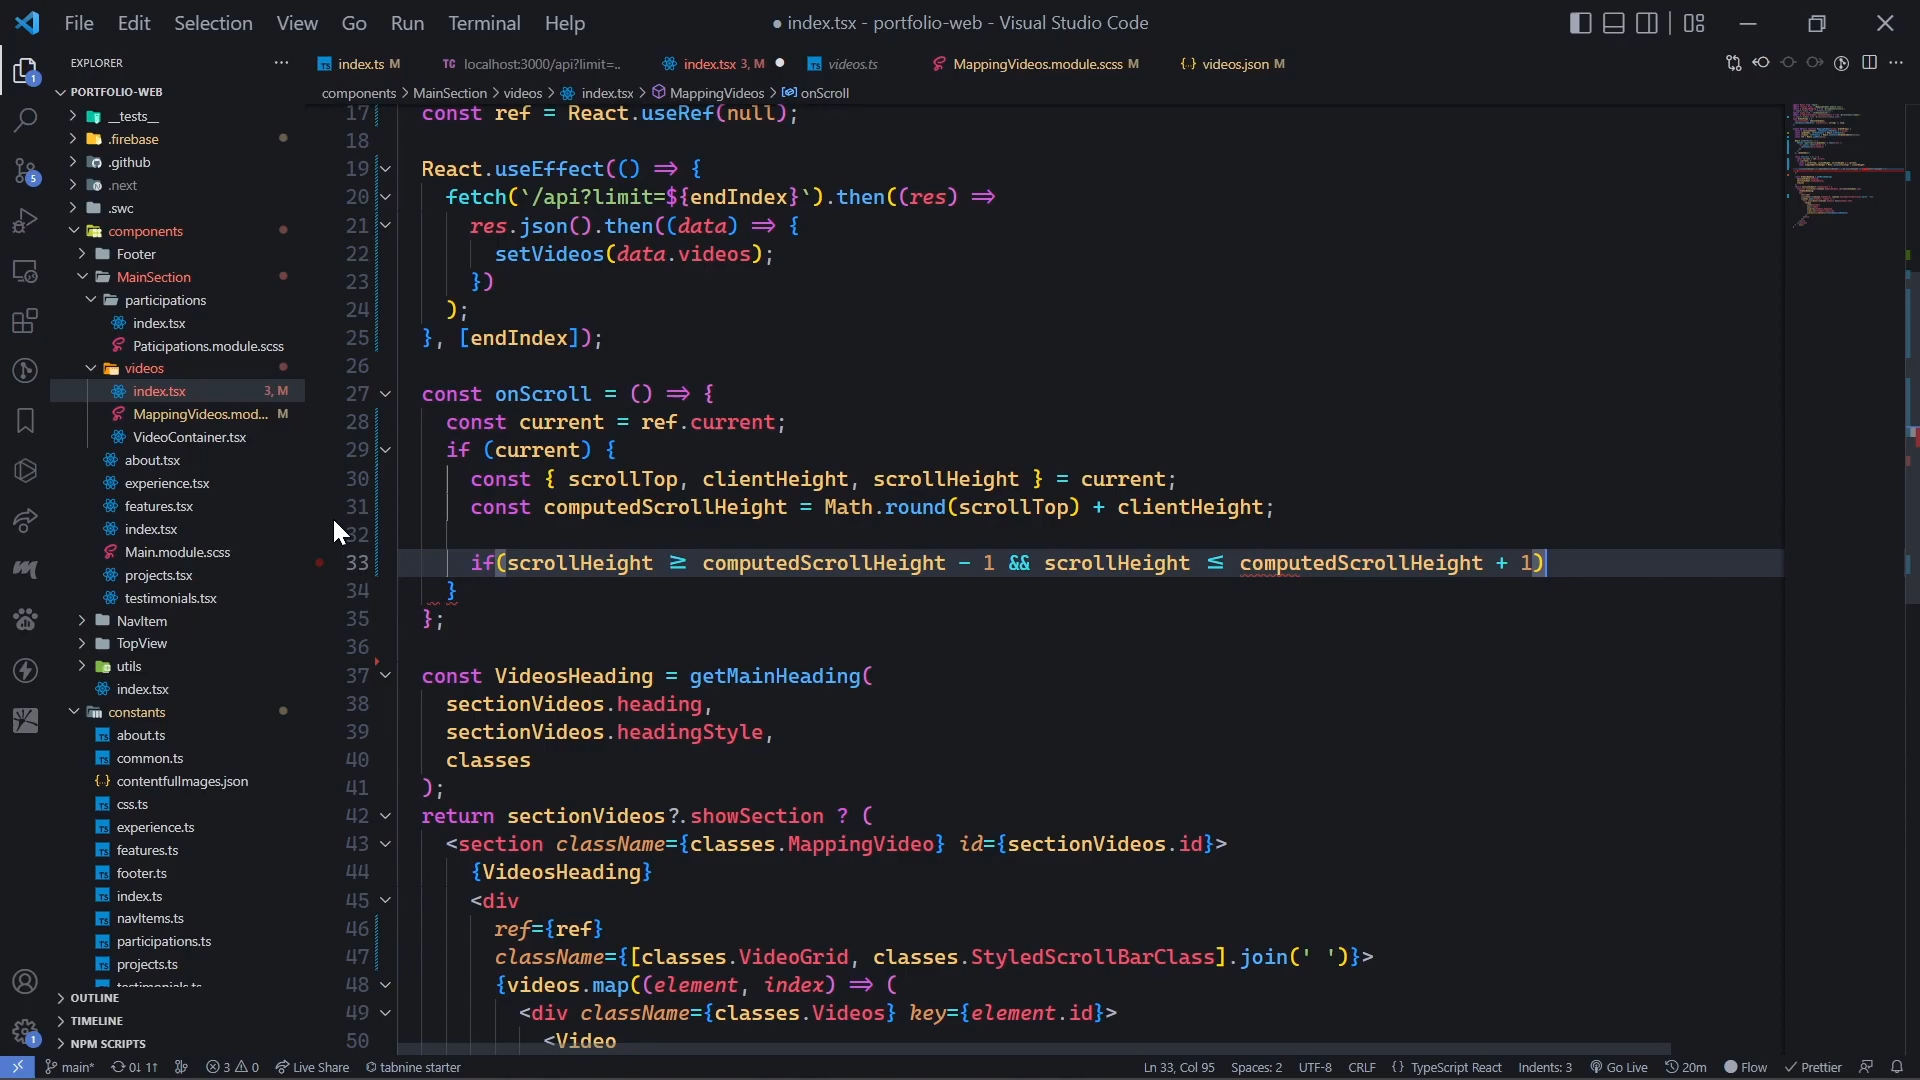 File Edit Selection View Go Run Terminal Help
● index.tsx - portfolio-web - Visual Studio Code
EXPLORER
PORTFOLIO-WEB
__tests__
.firebase
.github
.next
.swc
components
Footer
MainSection
participations
index.tsx
Paticipations.module.scss
videos
index.tsx 3, M
MappingVideos.mod... M
VideoContainer.tsx
about.tsx
experience.tsx
features.tsx
index.tsx
Main.module.scss
projects.tsx
testimonials.tsx
NavItem
TopView
utils
index.tsx
constants
about.ts
common.ts
contentfulImages.json
css.ts
experience.ts
features.ts
footer.ts
index.ts
navItems.ts
participations.ts
projects.ts
testimonials.ts
OUTLINE
TIMELINE
NPM SCRIPTS
index.ts M
TC localhost:3000/api?limit=..
index.tsx 3, M ●
videos.ts
MappingVideos.module.scss M
{..} videos.json M
components > MainSection > videos > index.tsx > MappingVideos > onScroll
17 const ref = React.useRef(null);
18
19 React.useEffect(() => {
20 fetch(`/api?limit=${endIndex}`).then((res) =>
21 res.json().then((data) => {
22 setVideos(data.videos);
23 })
24 );
25 }, [endIndex]);
26
27 const onScroll = () => {
28 const current = ref.current;
29 if (current) {
30 const { scrollTop, clientHeight, scrollHeight } = current;
31 const computedScrollHeight = Math.round(scrollTop) + clientHeight;
32
33 if(scrollHeight ≥ computedScrollHeight - 1 && scrollHeight ≤ computedScrollHeight + 1)
34 }
35 };
36
37 const VideosHeading = getMainHeading(
38 sectionVideos.heading,
39 sectionVideos.headingStyle,
40 classes
41 );
42 return sectionVideos?.showSection ? (
43 <section className={classes.MappingVideo} id={sectionVideos.id}>
44 {VideosHeading}
45 <div
46 ref={ref}
47 className={[classes.VideoGrid, classes.StyledScrollBarClass].join(' ')}>
48 {videos.map((element, index) => (
49 <div className={classes.Videos} key={element.id}>
50 <Video
main* 0↓ 1↑ 3 0 Live Share tabnine starter
Ln 33, Col 95 Spaces: 2 UTF-8 CRLF {} TypeScript React Indents: 3 Go Live 20m Flow Prettier